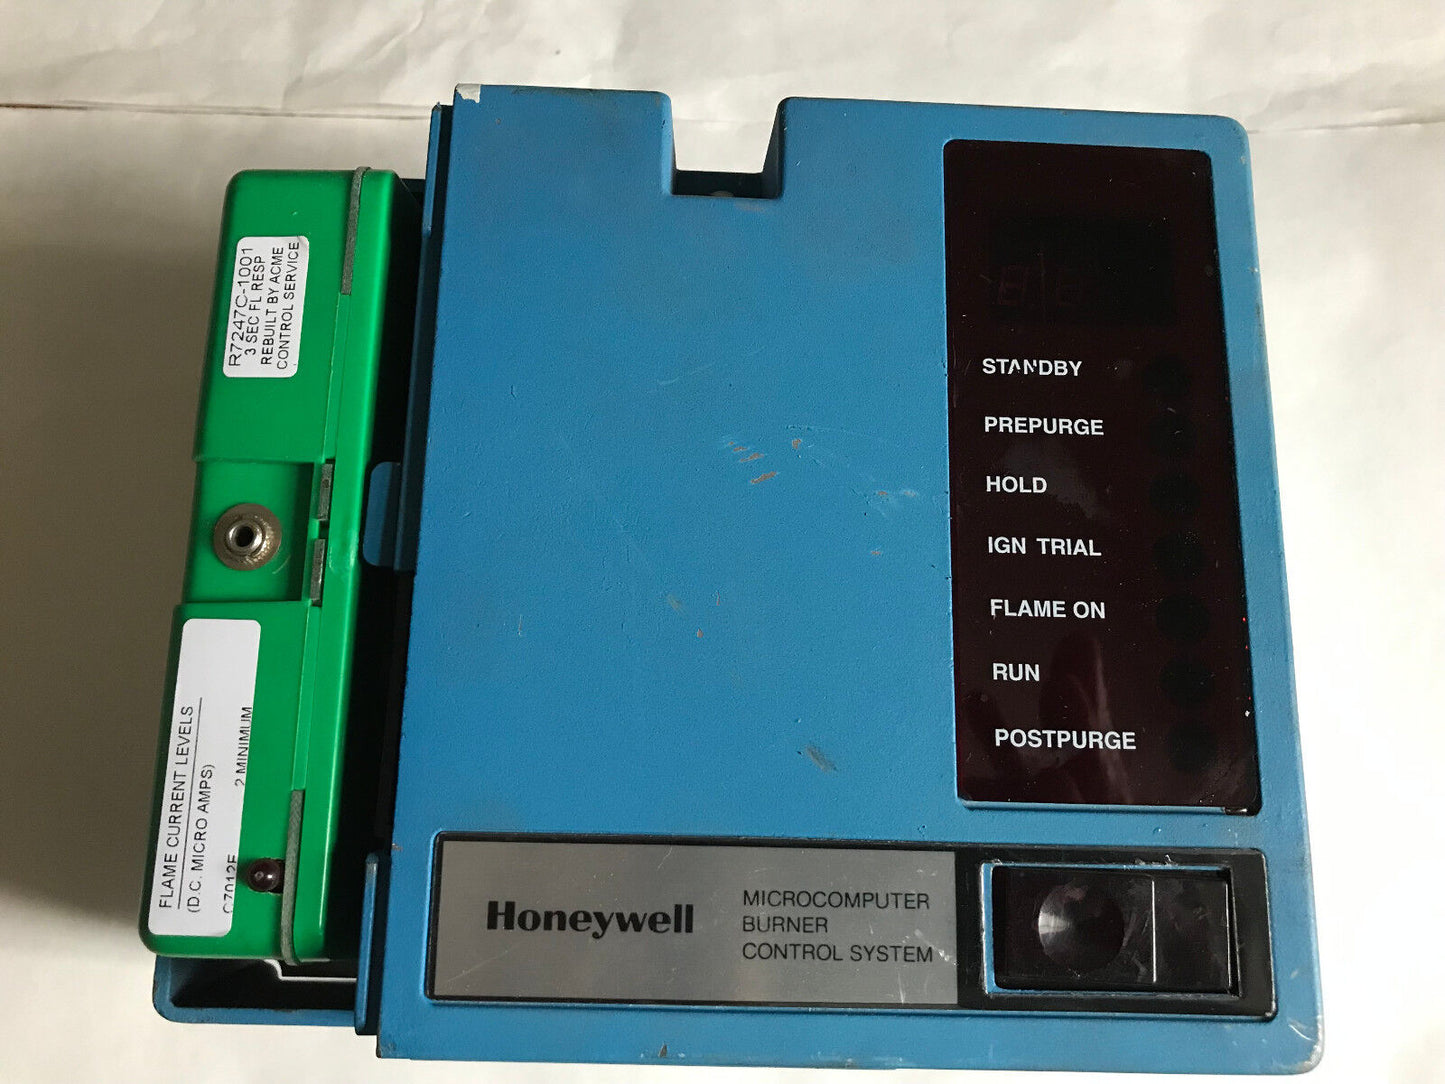 R7247C-1001
3 SEC FL RESP
REBUILT BY ACME
CONTROL SERVICE
FLAME CURRENT LEVELS
(D.C. MICRO AMPS)
C7012E 2 MINIMUM
STANDBY
PREPURGE
HOLD
IGN TRIAL
FLAME ON
RUN
POSTPURGE
Honeywell
MICROCOMPUTER
BURNER
CONTROL SYSTEM